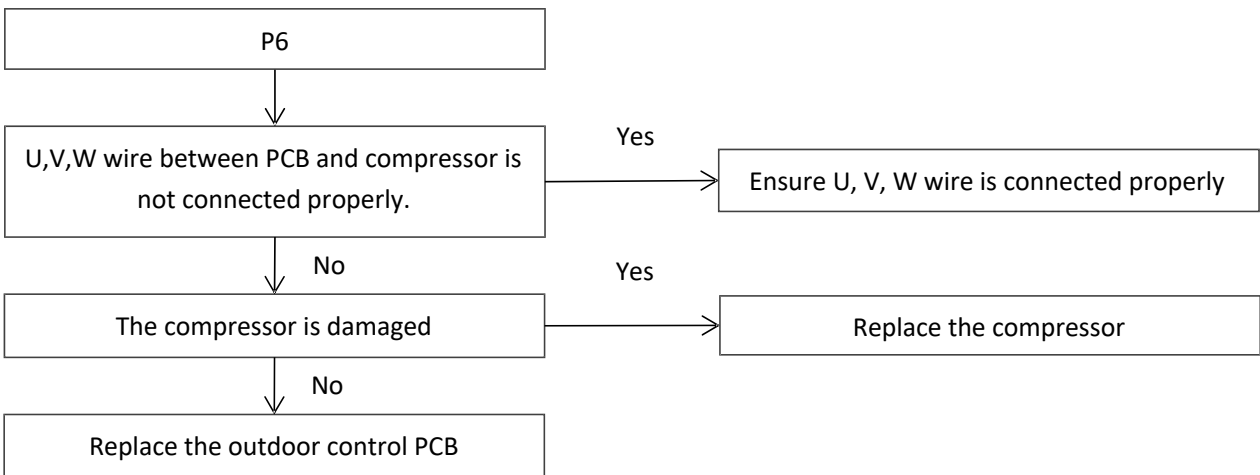 P6
Yes
U,V,W wire between PCB and compressor is
not connected properly.
Ensure U, V, W wire is connected properly
No
Yes
The compressor is damaged
Replace the compressor
No
Replace the outdoor control PCB